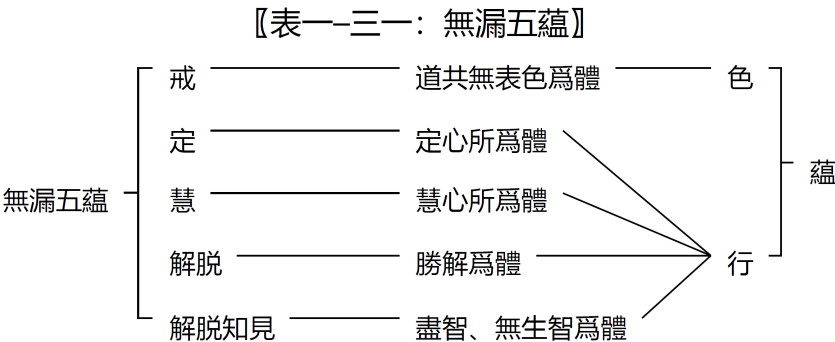 〖表一–三一：無漏五蘊〗
戒 道共無表色爲體 色
定 定心所爲體
蘊
無漏五蘊 慧 慧心所爲體
解脱 勝解爲體 行
解脱知見 盡智、無生智爲體